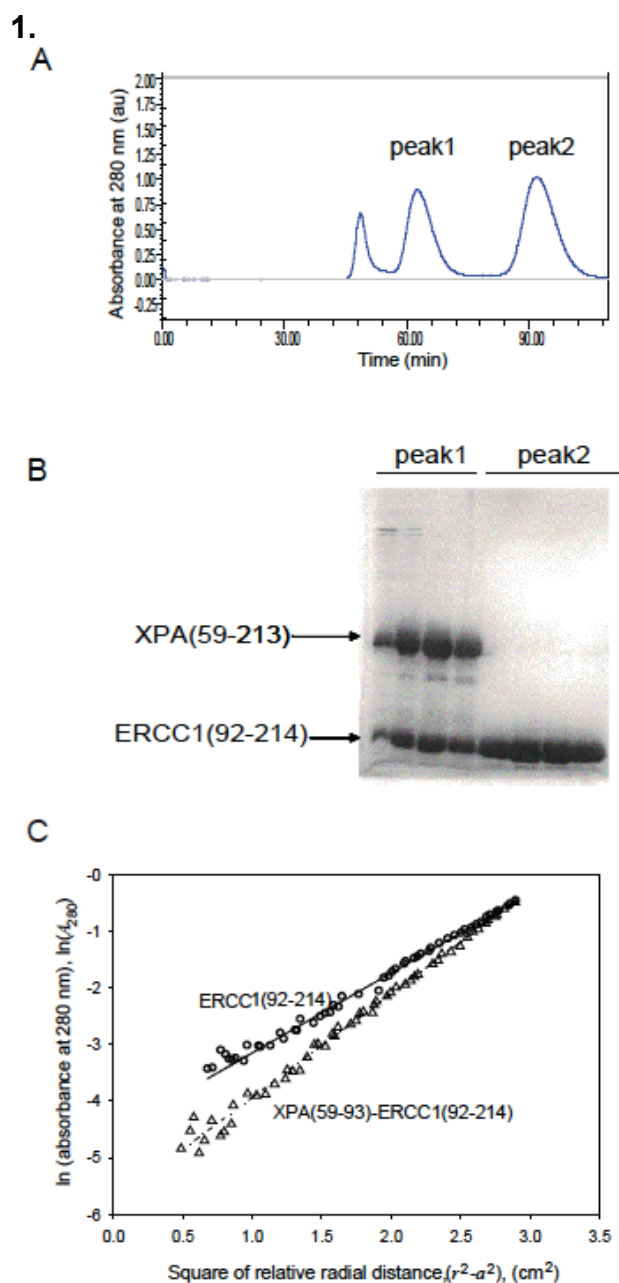 1.
A
2.00
1.75
1.50
1.25
1.00
0.75
0.50
0.25
0.00
-0.25
Absorbance at 280 nm (au)
peak1 peak2
0.00 30.00 60.00 90.00
Time (min)
B
peak1 peak2
XPA(59-213)
ERCC1(92-214)
C
-0
-1
-2
-3
-4
-5
-6
ln (absorbance at 280 nm), ln(A280)
ERCC1(92-214)
XPA(59-93)-ERCC1(92-214)
0.0 0.5 1.0 1.5 2.0 2.5 3.0 3.5
Square of relative radial distance,(r²-a²), (cm²)